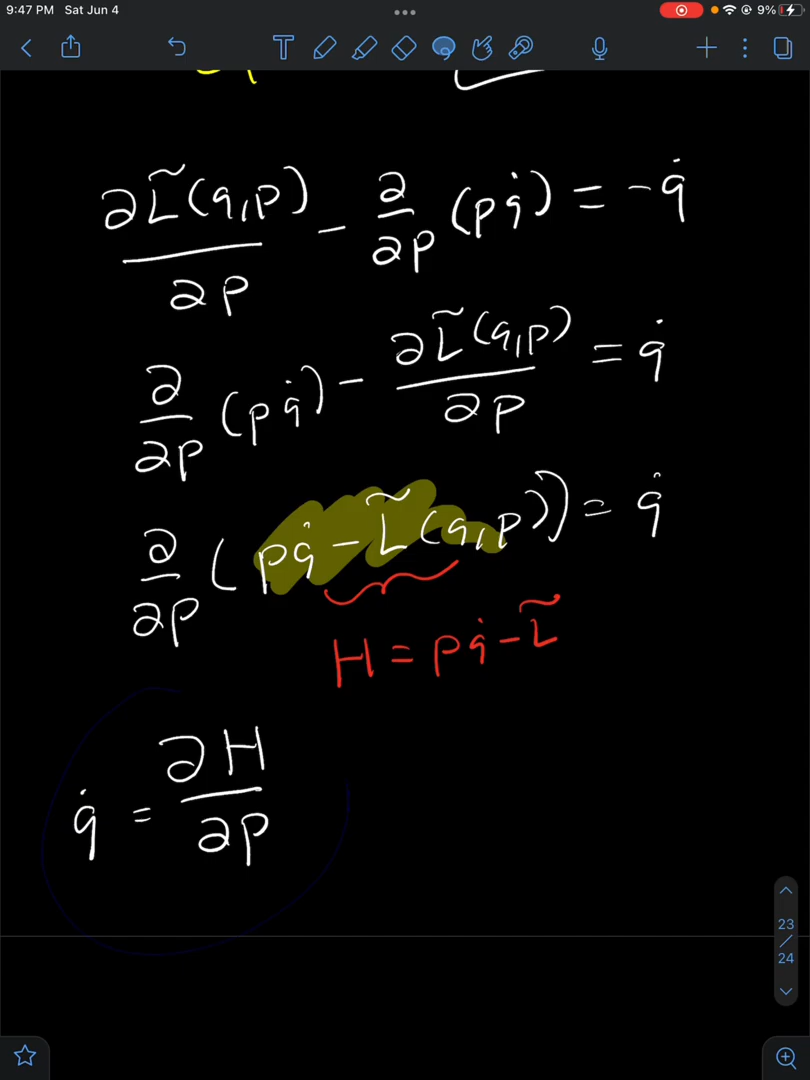 9:47 PM Sat Jun 4 9%
∂L̃(q,p)/∂p − ∂/∂p (pq̇) = −q̇
∂/∂p (pq̇) − ∂L̃(q,p)/∂p = q̇
∂/∂p (pq̇ − L̃(q,p)) = q̇
H = pq̇ − L̃
q̇ = ∂H/∂p
23
/
24